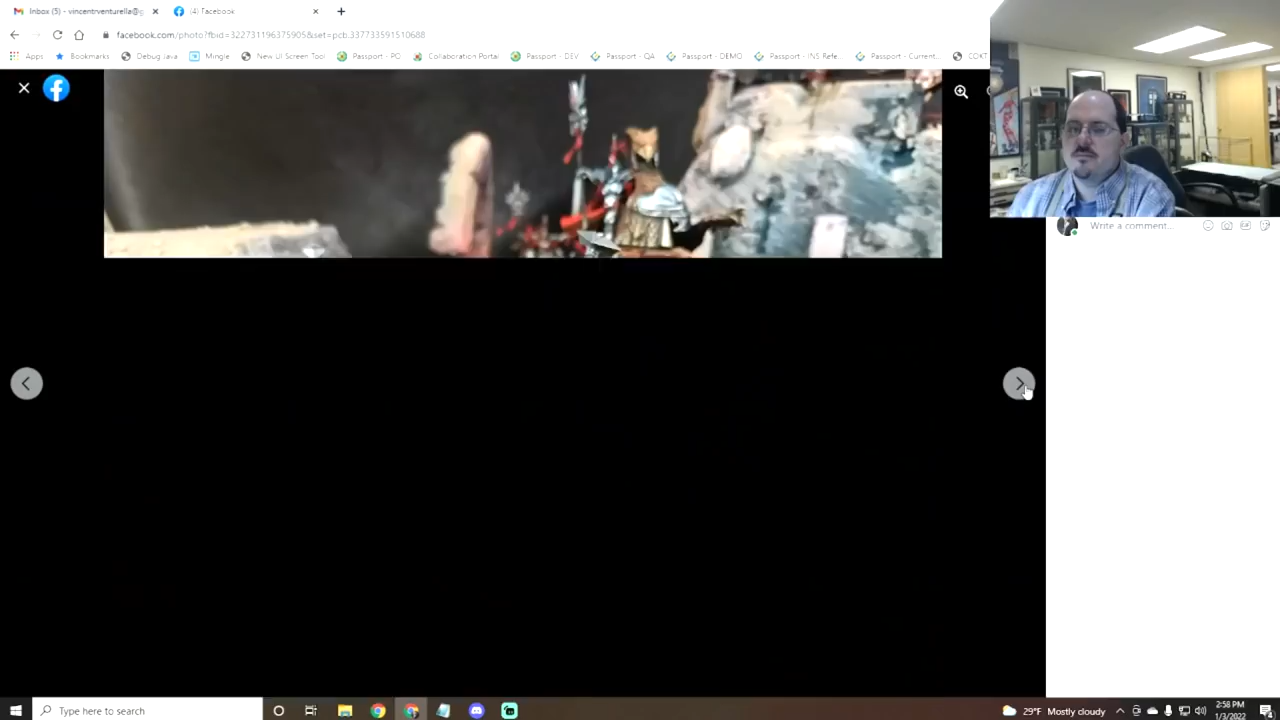 Inbox (5) - vincentrventurella@g
(4) Facebook
facebook.com/photo?fbid=322731196375905&set=pcb.337733591510688
Apps Bookmarks Debug Java Mingle New UI Screen Tool Passport - PO Collaboration Portal Passport - DEV Passport - QA Passport - DEMO Passport - INS Refe... Passport - Current... COKT
Write a comment...
Type here to search
29°F Mostly cloudy
2:58 PM
1/3/2022